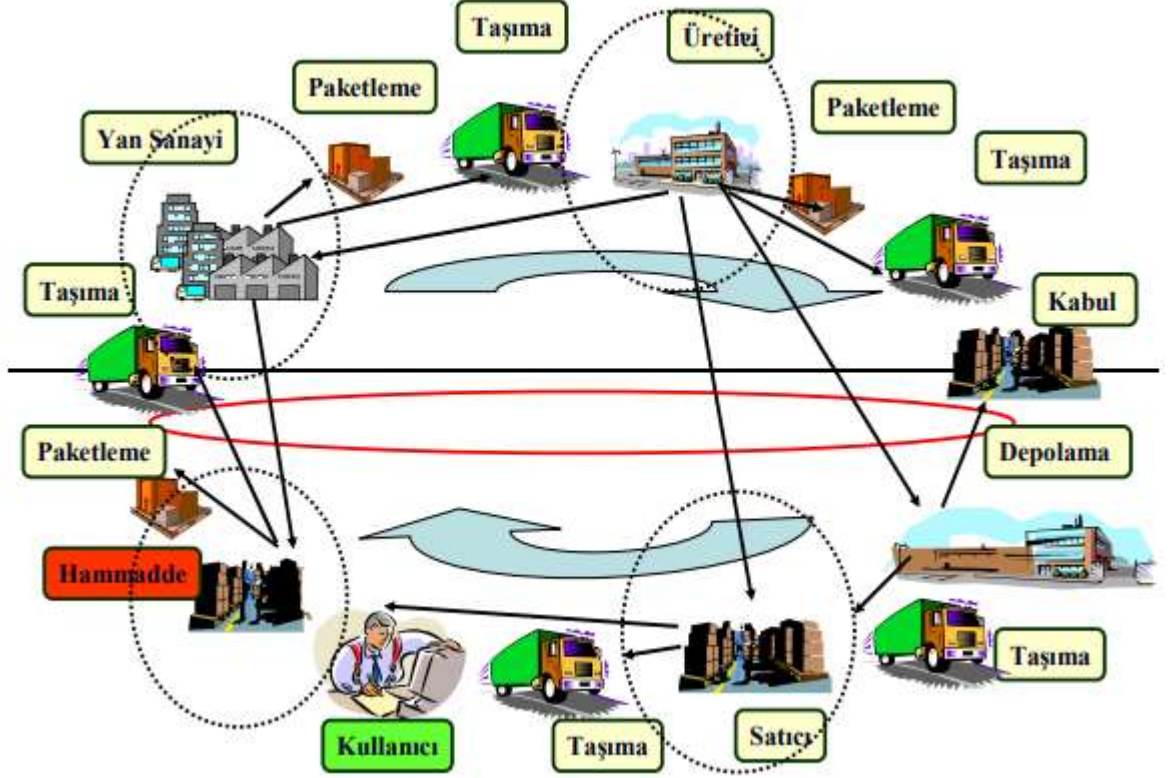 Taşıma
Üretici
Paketleme
Paketleme
Yan Sanayi
Taşıma
Taşıma
Kabul
Paketleme
Depolama
Hammadde
Taşıma
Kullanıcı
Taşıma
Satıcı